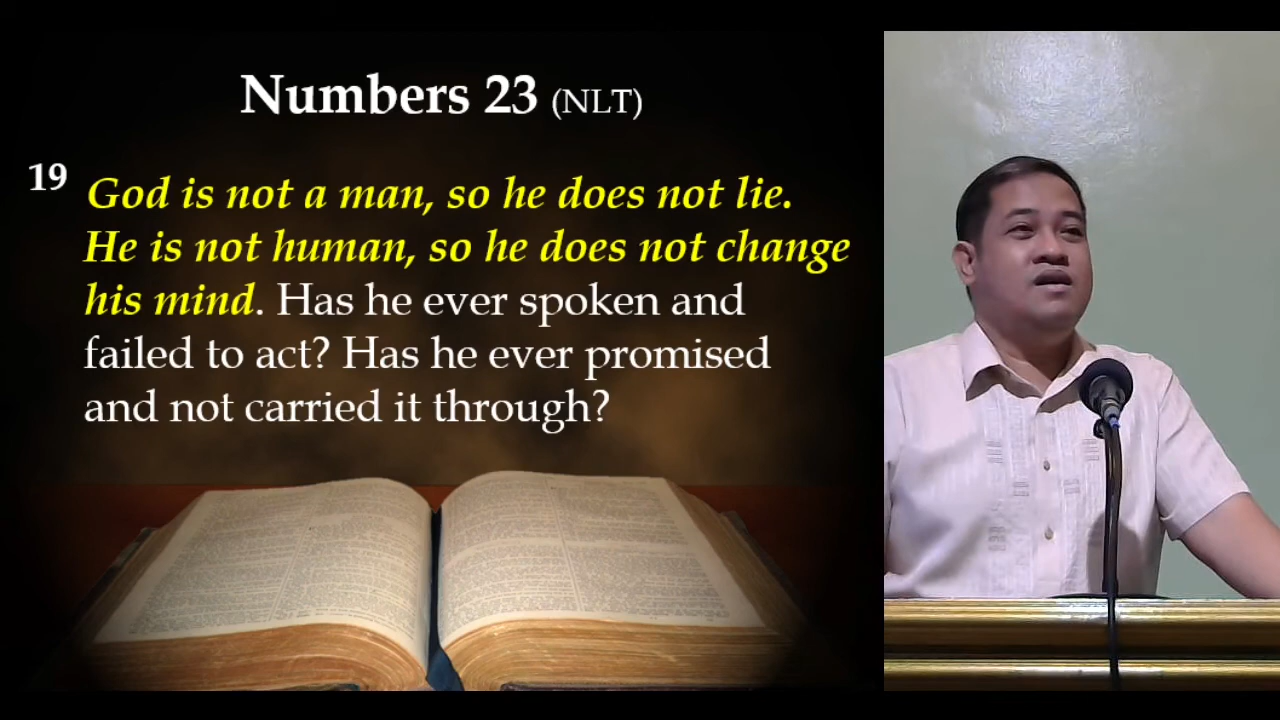 Numbers 23 (NLT)
19 God is not a man, so he does not lie.
He is not human, so he does not change
his mind. Has he ever spoken and
failed to act? Has he ever promised
and not carried it through?